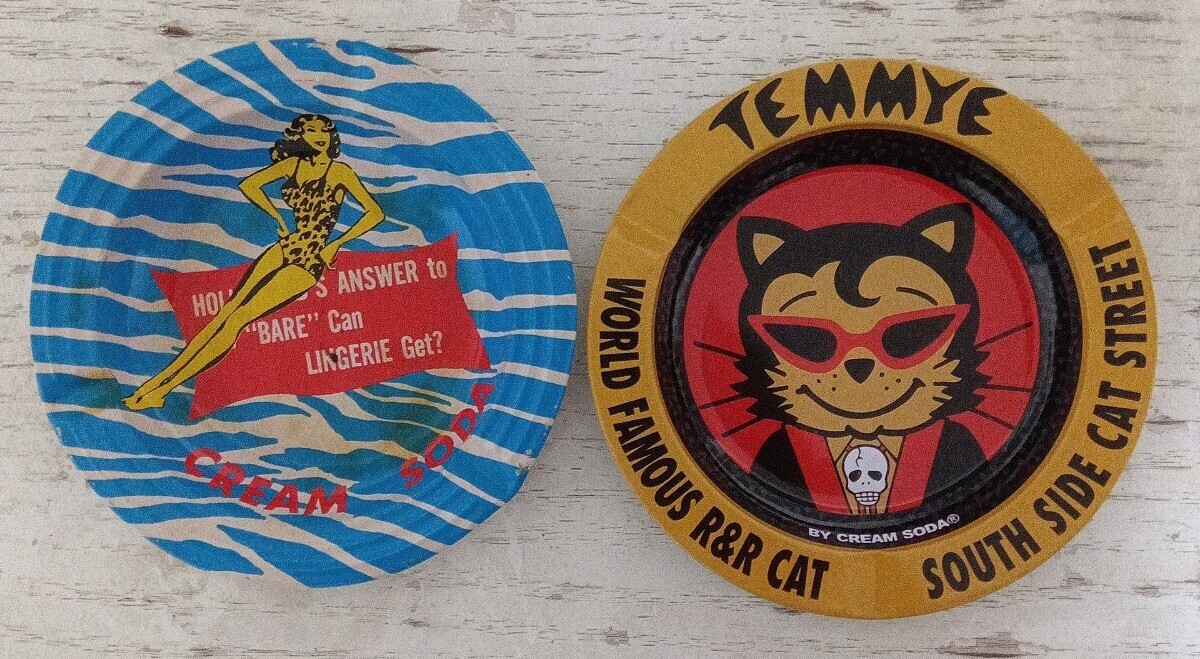 ANSWER to
"BARE" Can
LINGERIE Get?
CREAM SODA
TEMMYE
WORLD FAMOUS R&R CAT
SOUTH SIDE CAT STREET
BY CREAM SODA®